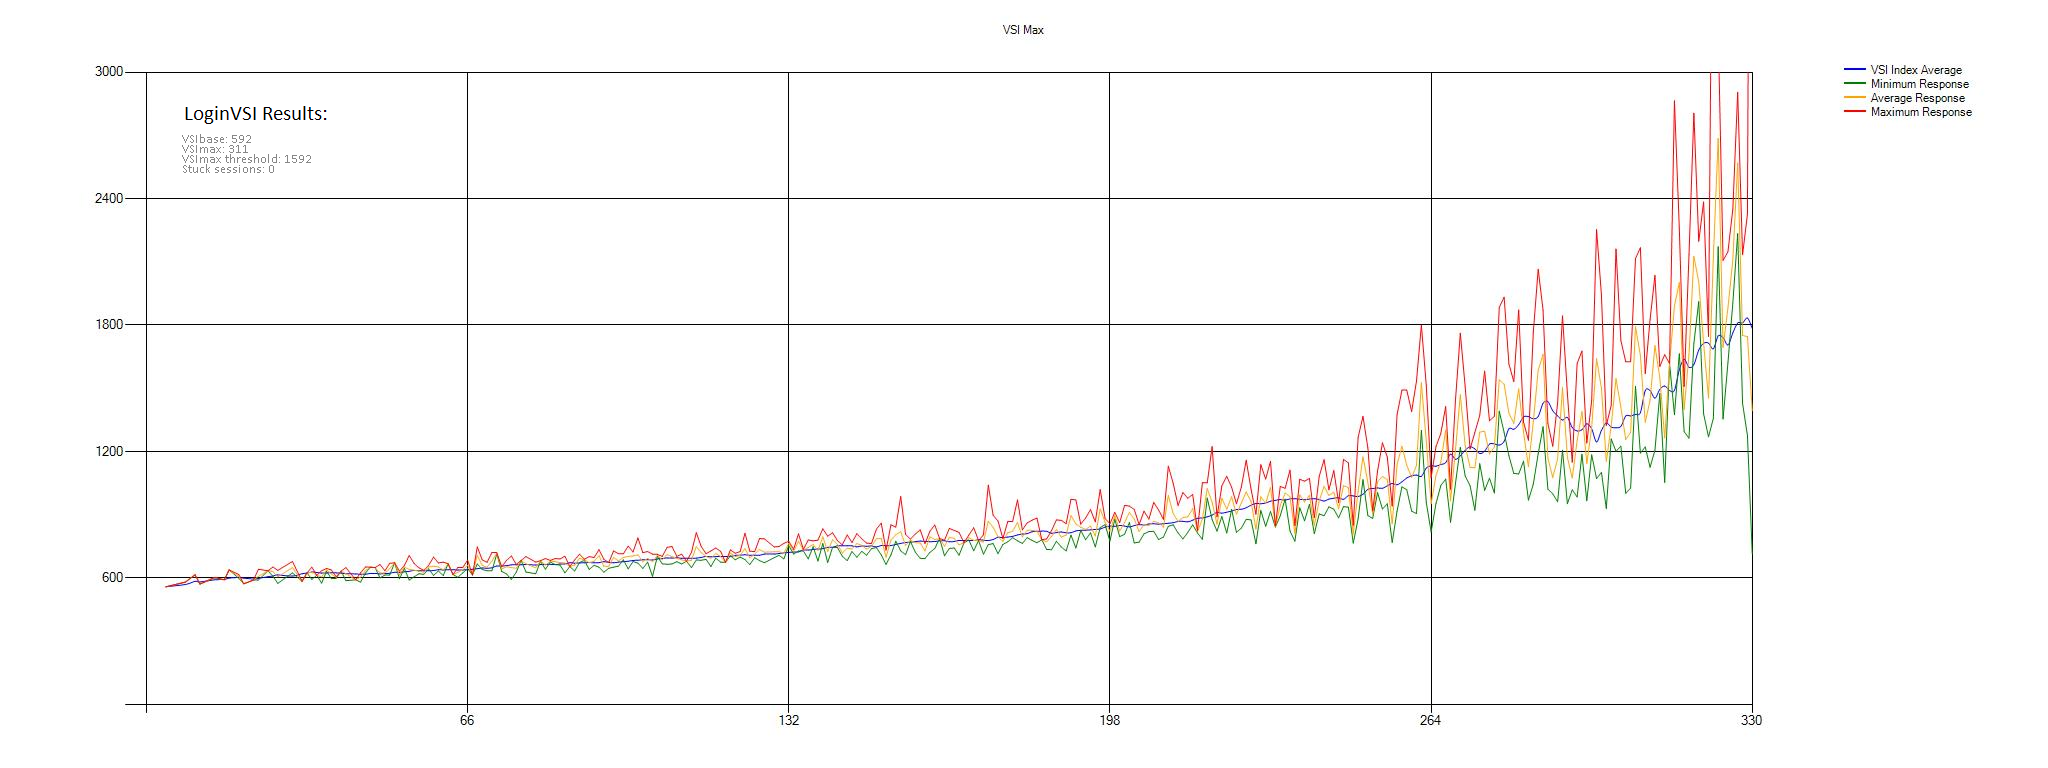 VSI Max
3000
2400
1800
1200
600
LoginVSI Results:
VSIbase: 592
VSImax: 311
VSImax threshold: 1592
Stuck sessions: 0
VSI Index Average
Minimum Response
Average Response
Maximum Response
66 132 198 264 330